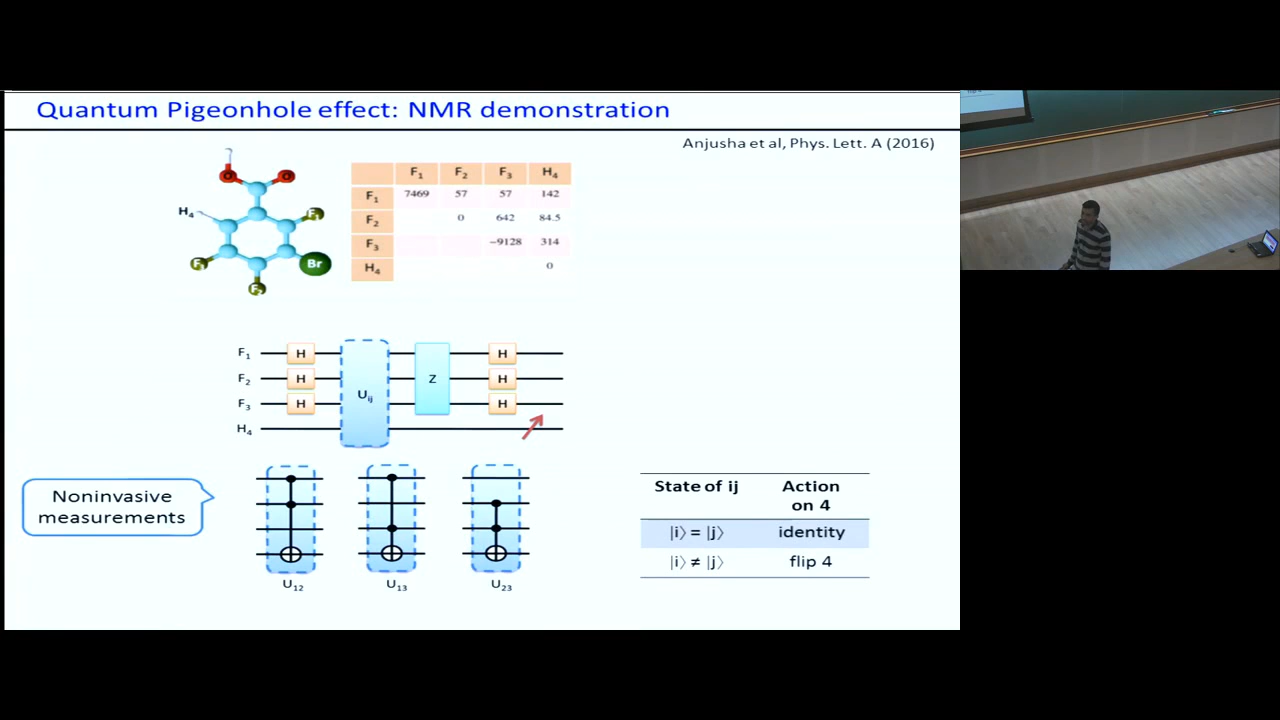 Quantum Pigeonhole effect: NMR demonstration
Anjusha et al, Phys. Lett. A (2016)
H₄
F₁
Br
F₁ F₂ F₃ H₄
F₁ 7469 57 57 142
F₂ 0 642 84.5
F₃ −9128 314
H₄ 0
F₁ H H
F₂ H Uᵢⱼ Z H
F₃ H H
H₄
Noninvasive
measurements
U₁₂ U₁₃ U₂₃
State of ij Action
on 4
|i⟩ = |j⟩ identity
|i⟩ ≠ |j⟩ flip 4